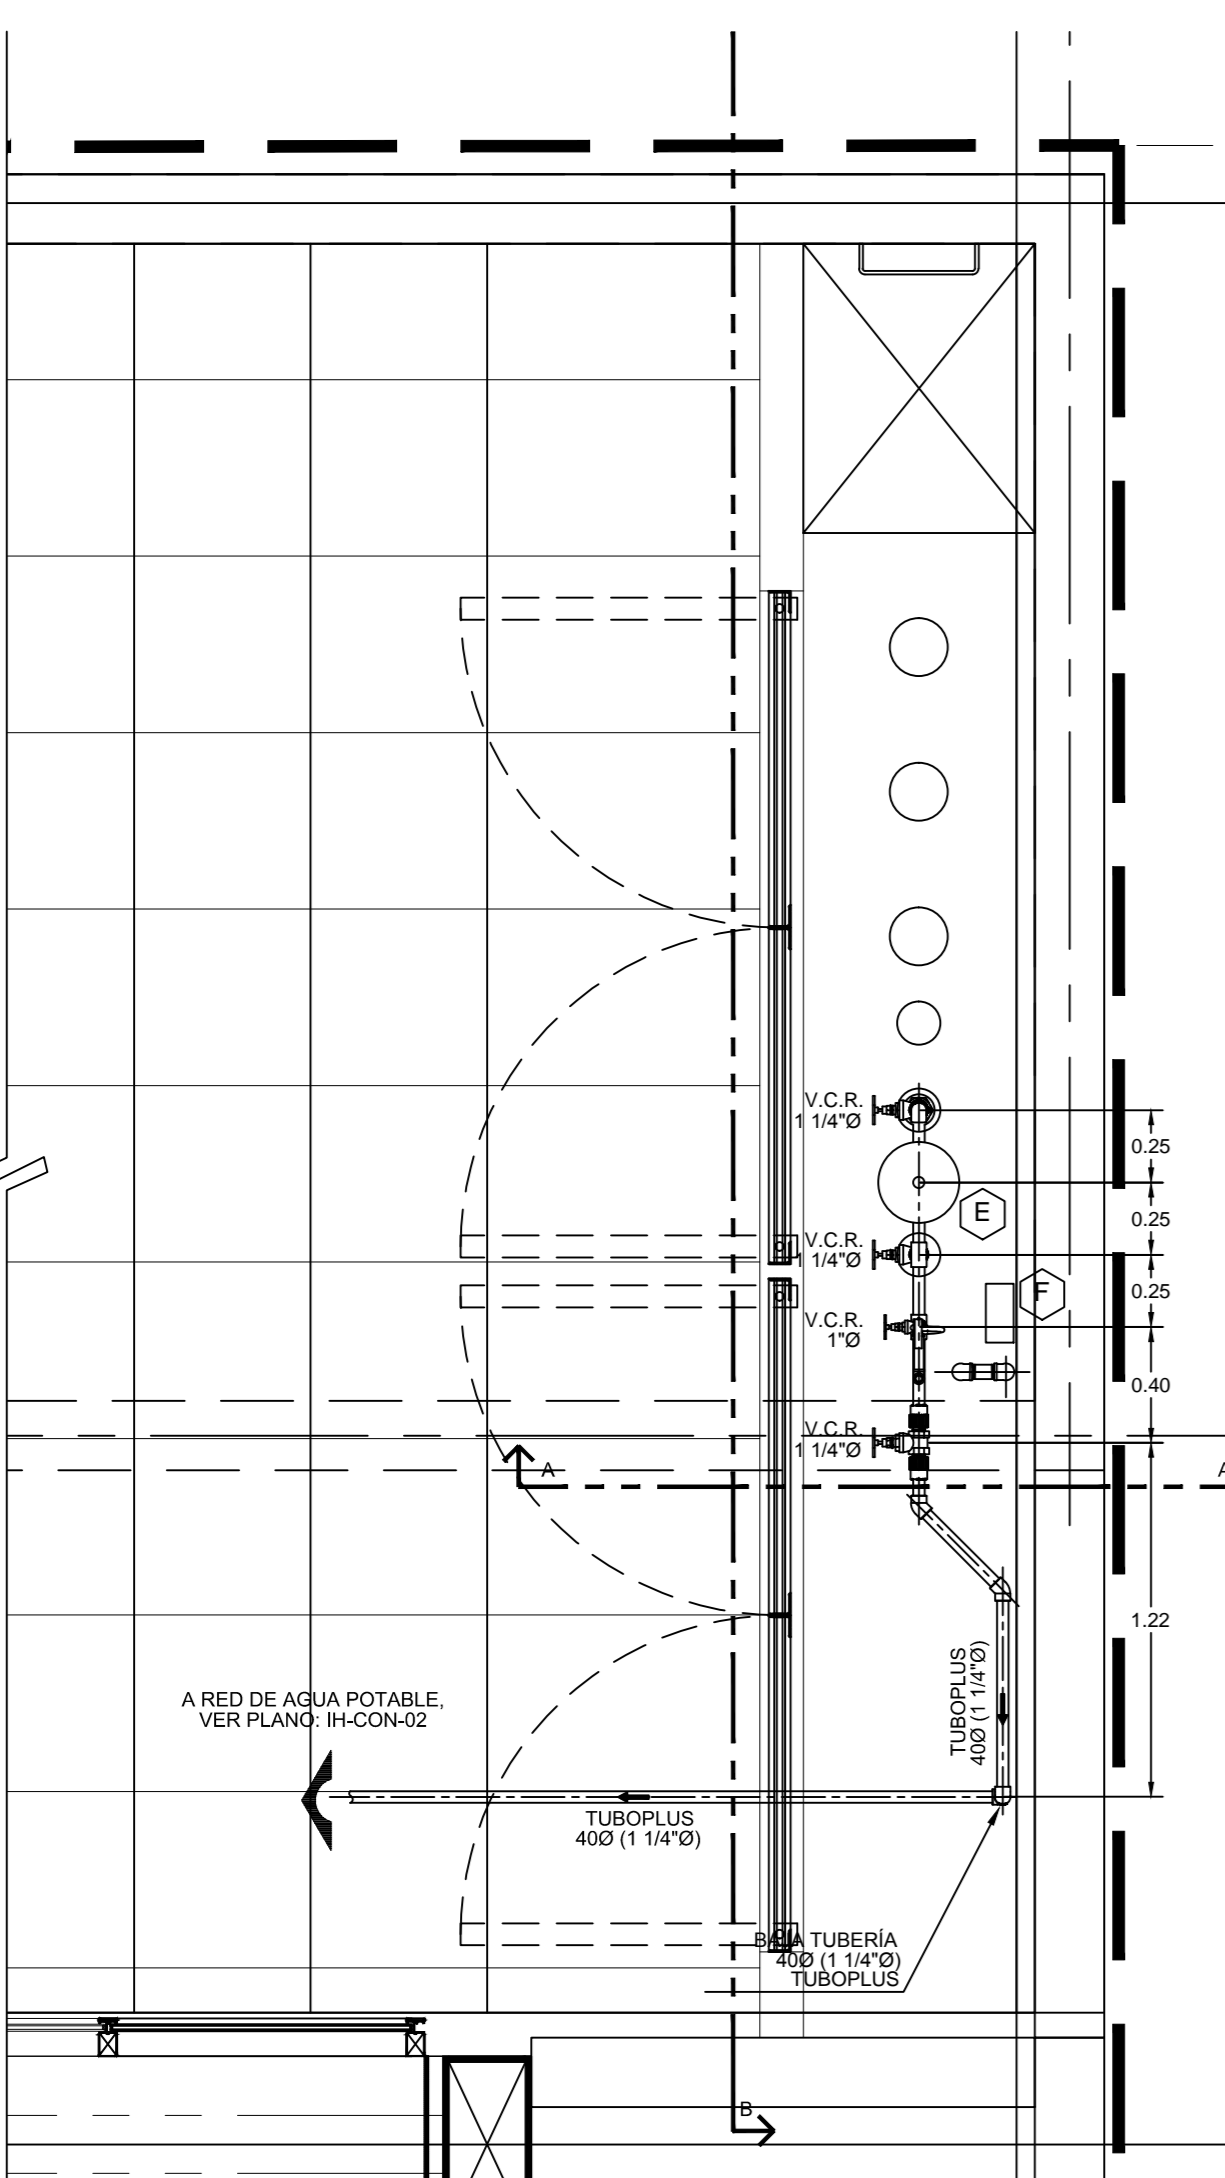 V.C.R.
1 1/4"Ø
0.25
E
0.25
V.C.R.
1 1/4"Ø
F
0.25
V.C.R.
1"Ø
0.40
V.C.R.
1 1/4"Ø
A
A
1.22
TUBOPLUS
40Ø (1 1/4"Ø)
A RED DE AGUA POTABLE,
VER PLANO: IH-CON-02
TUBOPLUS
40Ø (1 1/4"Ø)
BAJA TUBERÍA
40Ø (1 1/4"Ø)
TUBOPLUS
B